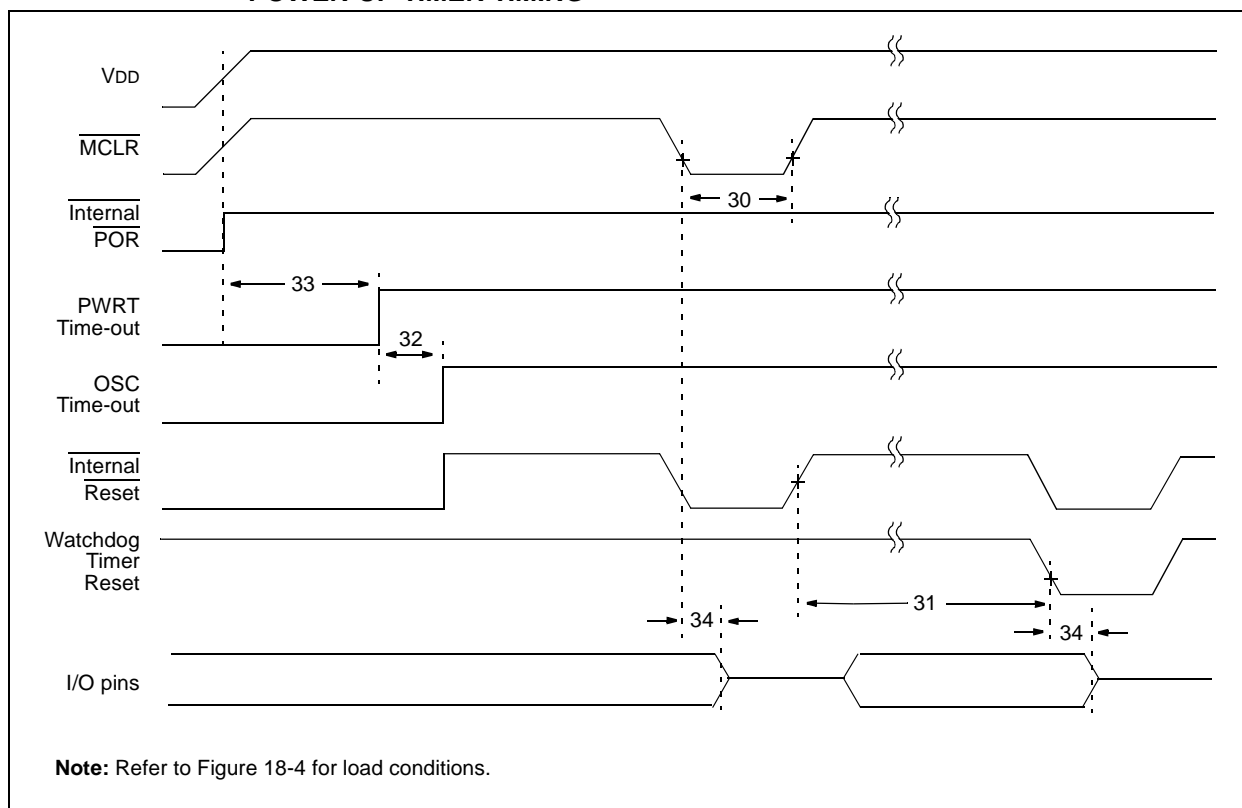 POWER-UP TIMER TIMING
VDD
MCLR
30
Internal
POR
33
PWRT
Time-out
32
OSC
Time-out
Internal
Reset
Watchdog
Timer
Reset
31
34
34
I/O pins
Note: Refer to Figure 18-4 for load conditions.